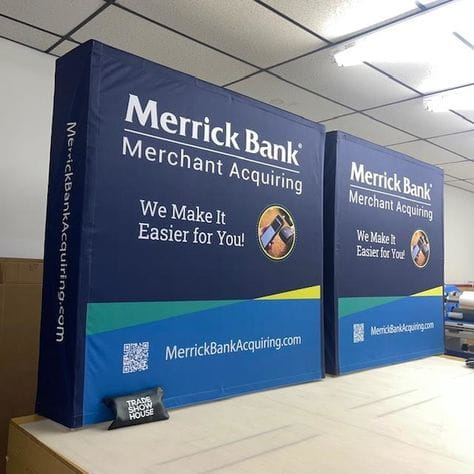 MerrickBankAcquiring.com
Merrick Bank®
Merchant Acquiring
We Make It
Easier for You!
MerrickBankAcquiring.com
TRADE
SHOW
HOUSE
Merrick Bank®
Merchant Acquiring
We Make It
Easier for You!
MerrickBankAcquiring.com